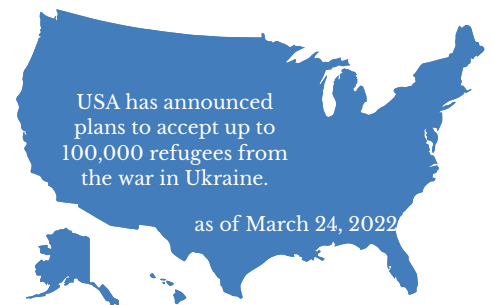 USA has announced
plans to accept up to
100,000 refugees from
the war in Ukraine.
as of March 24, 2022